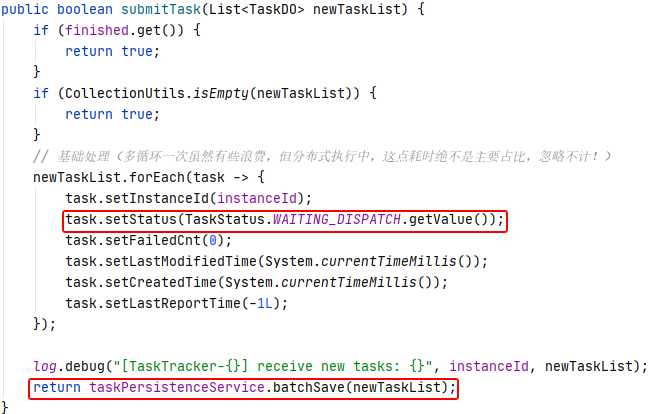 public boolean submitTask(List<TaskDO> newTaskList) {
    if (finished.get()) {
        return true;
    }
    if (CollectionUtils.isEmpty(newTaskList)) {
        return true;
    }
    // 基础处理（多循环一次虽然有些浪费，但分布式执行中，这点耗时绝不是主要占比，忽略不计！）
    newTaskList.forEach(task -> {
        task.setInstanceId(instanceId);
        task.setStatus(TaskStatus.WAITING_DISPATCH.getValue());
        task.setFailedCnt(0);
        task.setLastModifiedTime(System.currentTimeMillis());
        task.setCreatedTime(System.currentTimeMillis());
        task.setLastReportTime(-1L);
    });

    log.debug("[TaskTracker-{}] receive new tasks: {}", instanceId, newTaskList);
    return taskPersistenceService.batchSave(newTaskList);
}